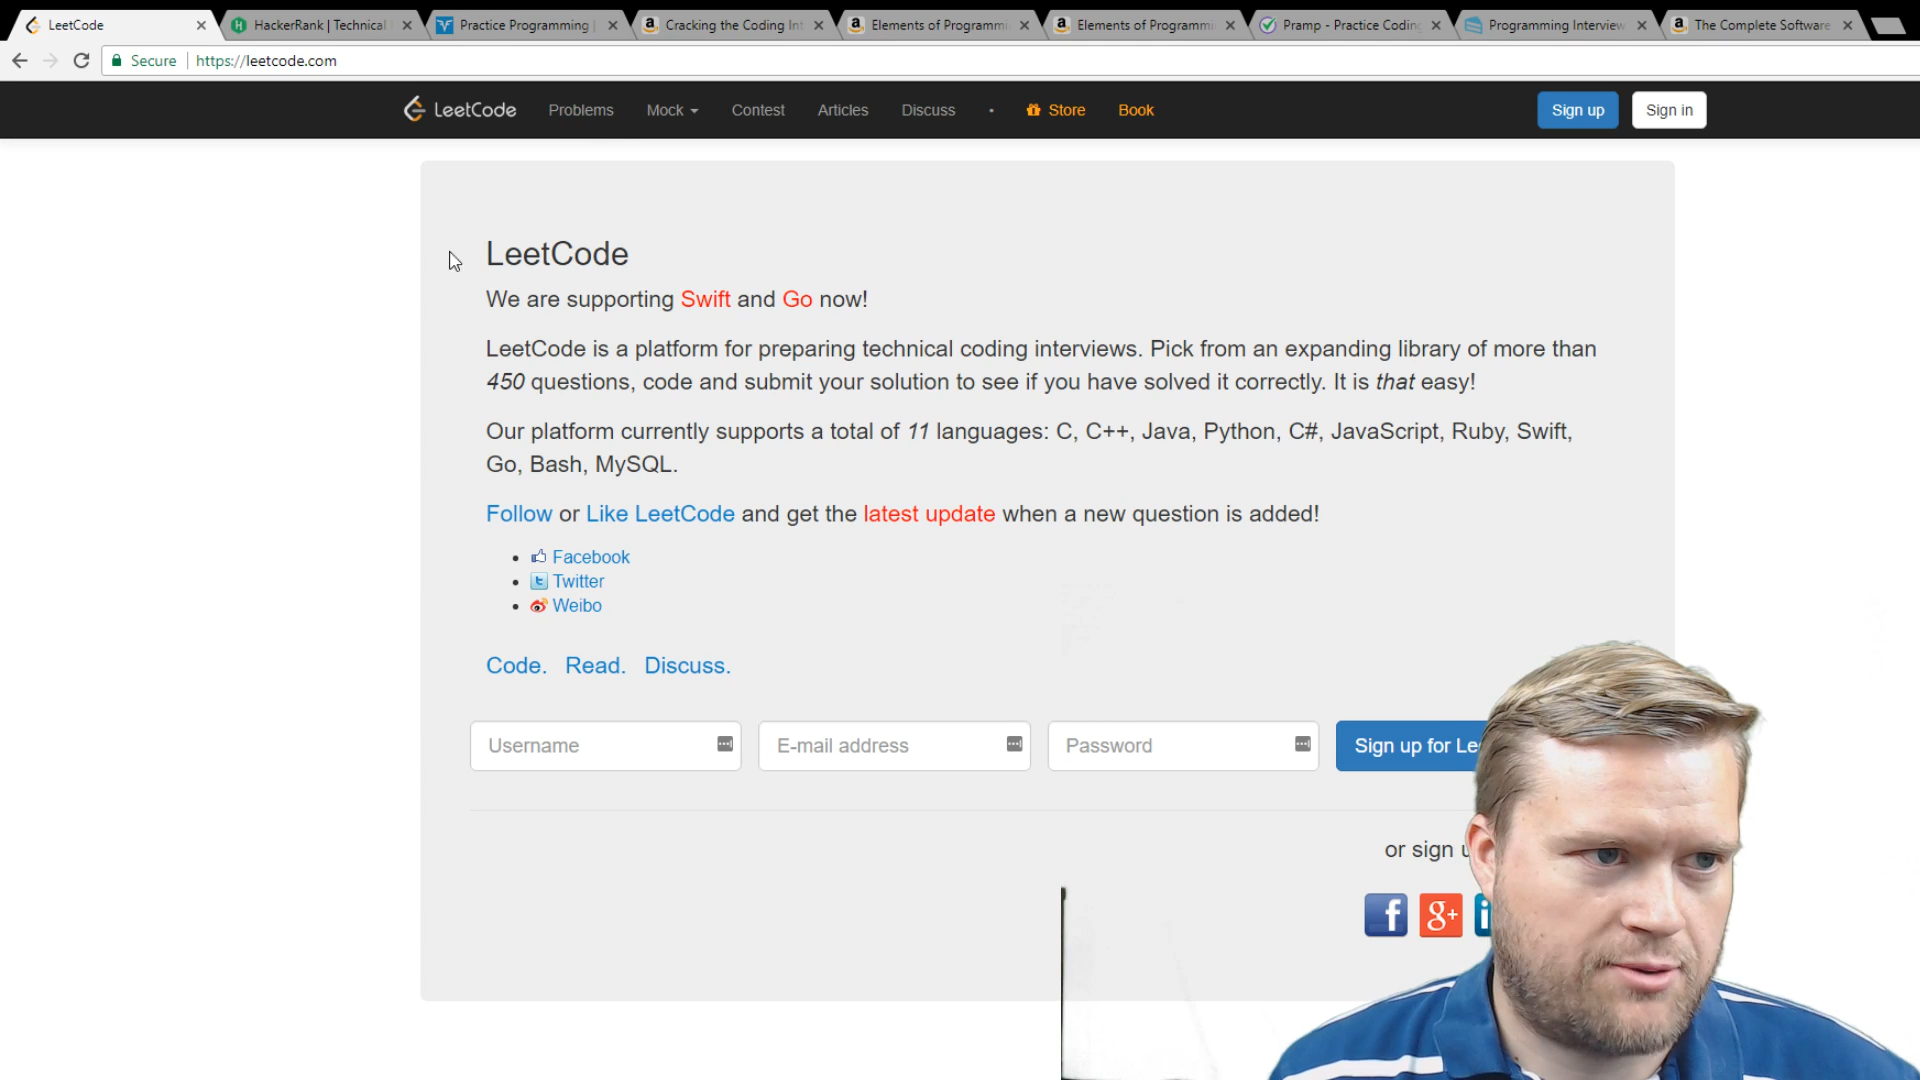 LeetCode
HackerRank | Technical
Practice Programming |
Cracking the Coding Int
Elements of Programmi
Elements of Programmi
Pramp - Practice Coding
Programming Interview
The Complete Software
Secure
https://leetcode.com
LeetCode Problems Mock Contest Articles Discuss • Store Book Sign up Sign in
LeetCode
We are supporting Swift and Go now!
LeetCode is a platform for preparing technical coding interviews. Pick from an expanding library of more than
450 questions, code and submit your solution to see if you have solved it correctly. It is that easy!
Our platform currently supports a total of 11 languages: C, C++, Java, Python, C#, JavaScript, Ruby, Swift,
Go, Bash, MySQL.
Follow or Like LeetCode and get the latest update when a new question is added!
• Facebook
• Twitter
• Weibo
Code. Read. Discuss.
Username E-mail address Password Sign up for Le
or sign u
f g+ in